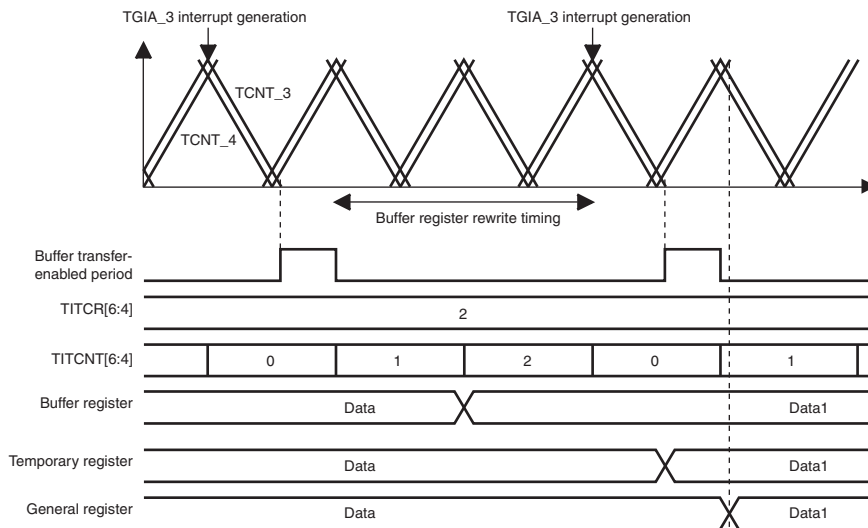 TGIA_3 interrupt generation
TGIA_3 interrupt generation
TCNT_3
TCNT_4
Buffer register rewrite timing
Buffer transfer-
enabled period
TITCR[6:4]
2
TITCNT[6:4]
0
1
2
0
1
Buffer register
Data
Data1
Temporary register
Data
Data1
General register
Data
Data1